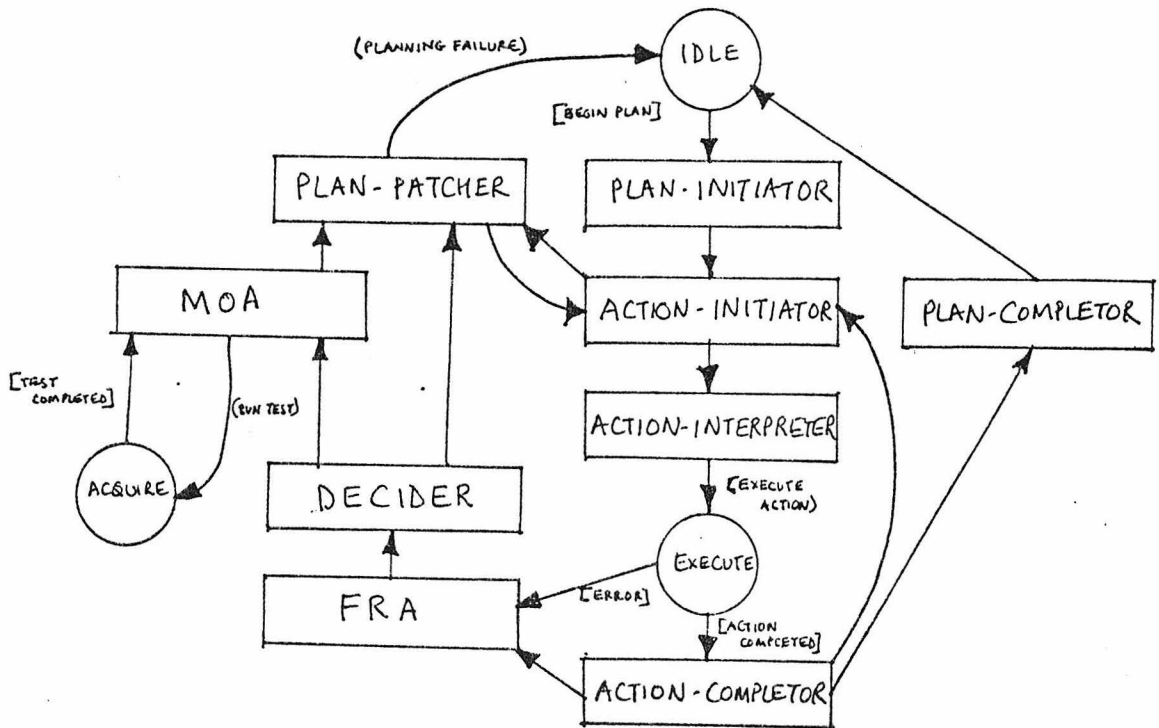 (PLANNING FAILURE)
IDLE
[BEGIN PLAN]
PLAN-PATCHER
PLAN-INITIATOR
MOA
ACTION-INITIATOR
PLAN-COMPLETOR
[TEST
COMPLETED]
(RUN TEST)
ACTION-INTERPRETER
ACQUIRE
DECIDER
(EXECUTE
ACTION)
EXECUTE
FRA
[ERROR]
[ACTION
COMPLETED]
ACTION-COMPLETOR